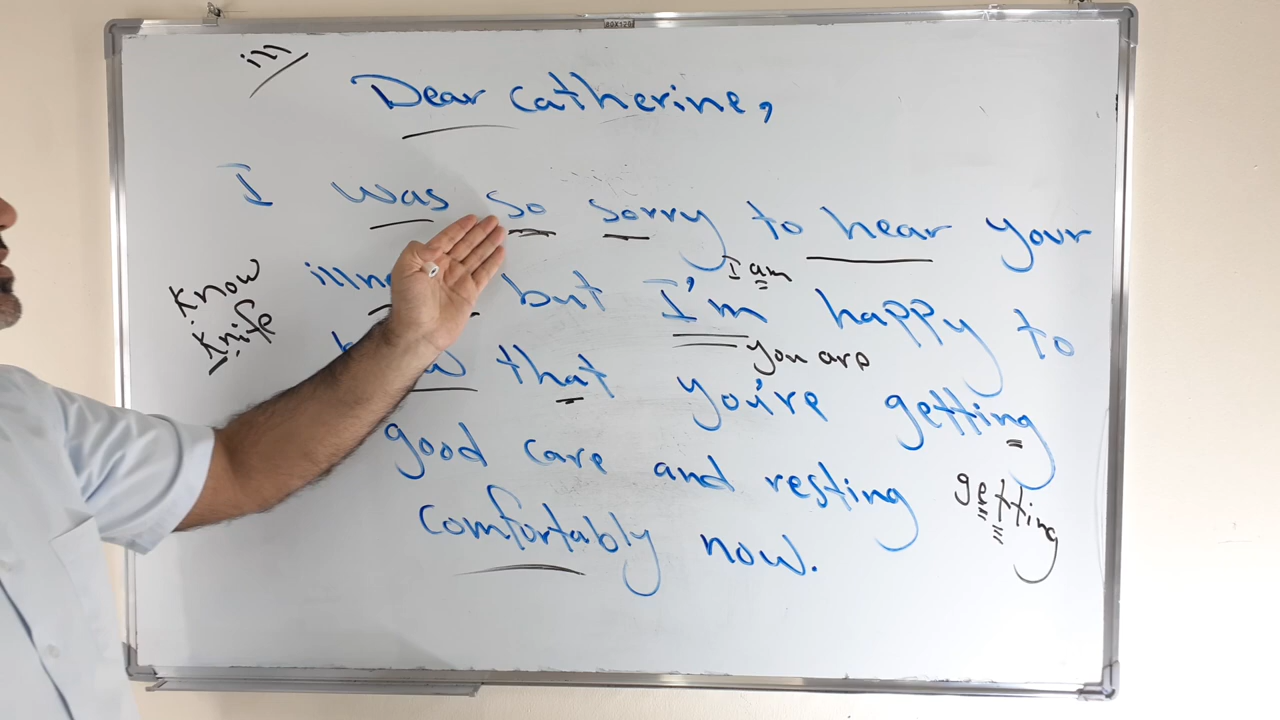 ill
Dear Catherine,
I was so sorry to hear your
but I'm happy to
I am
know
knife
that you're getting
you are
good care and resting
getting
comfortably now.